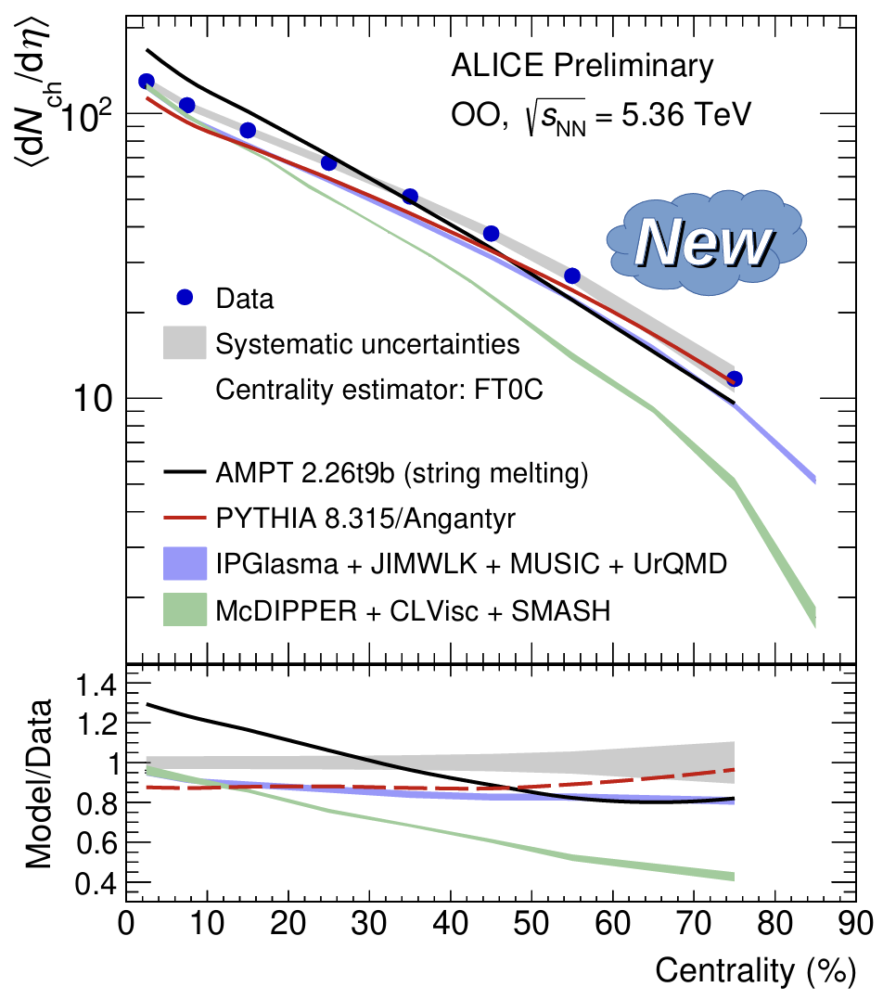 ⟨dN_ch/dη⟩
10²
10
ALICE Preliminary
OO, √s_NN = 5.36 TeV
New
Data
Systematic uncertainties
Centrality estimator: FT0C
AMPT 2.26t9b (string melting)
PYTHIA 8.315/Angantyr
IPGlasma + JIMWLK + MUSIC + UrQMD
McDIPPER + CLVisc + SMASH
Model/Data
1.4
1.2
1
0.8
0.6
0.4
0 10 20 30 40 50 60 70 80 90
Centrality (%)